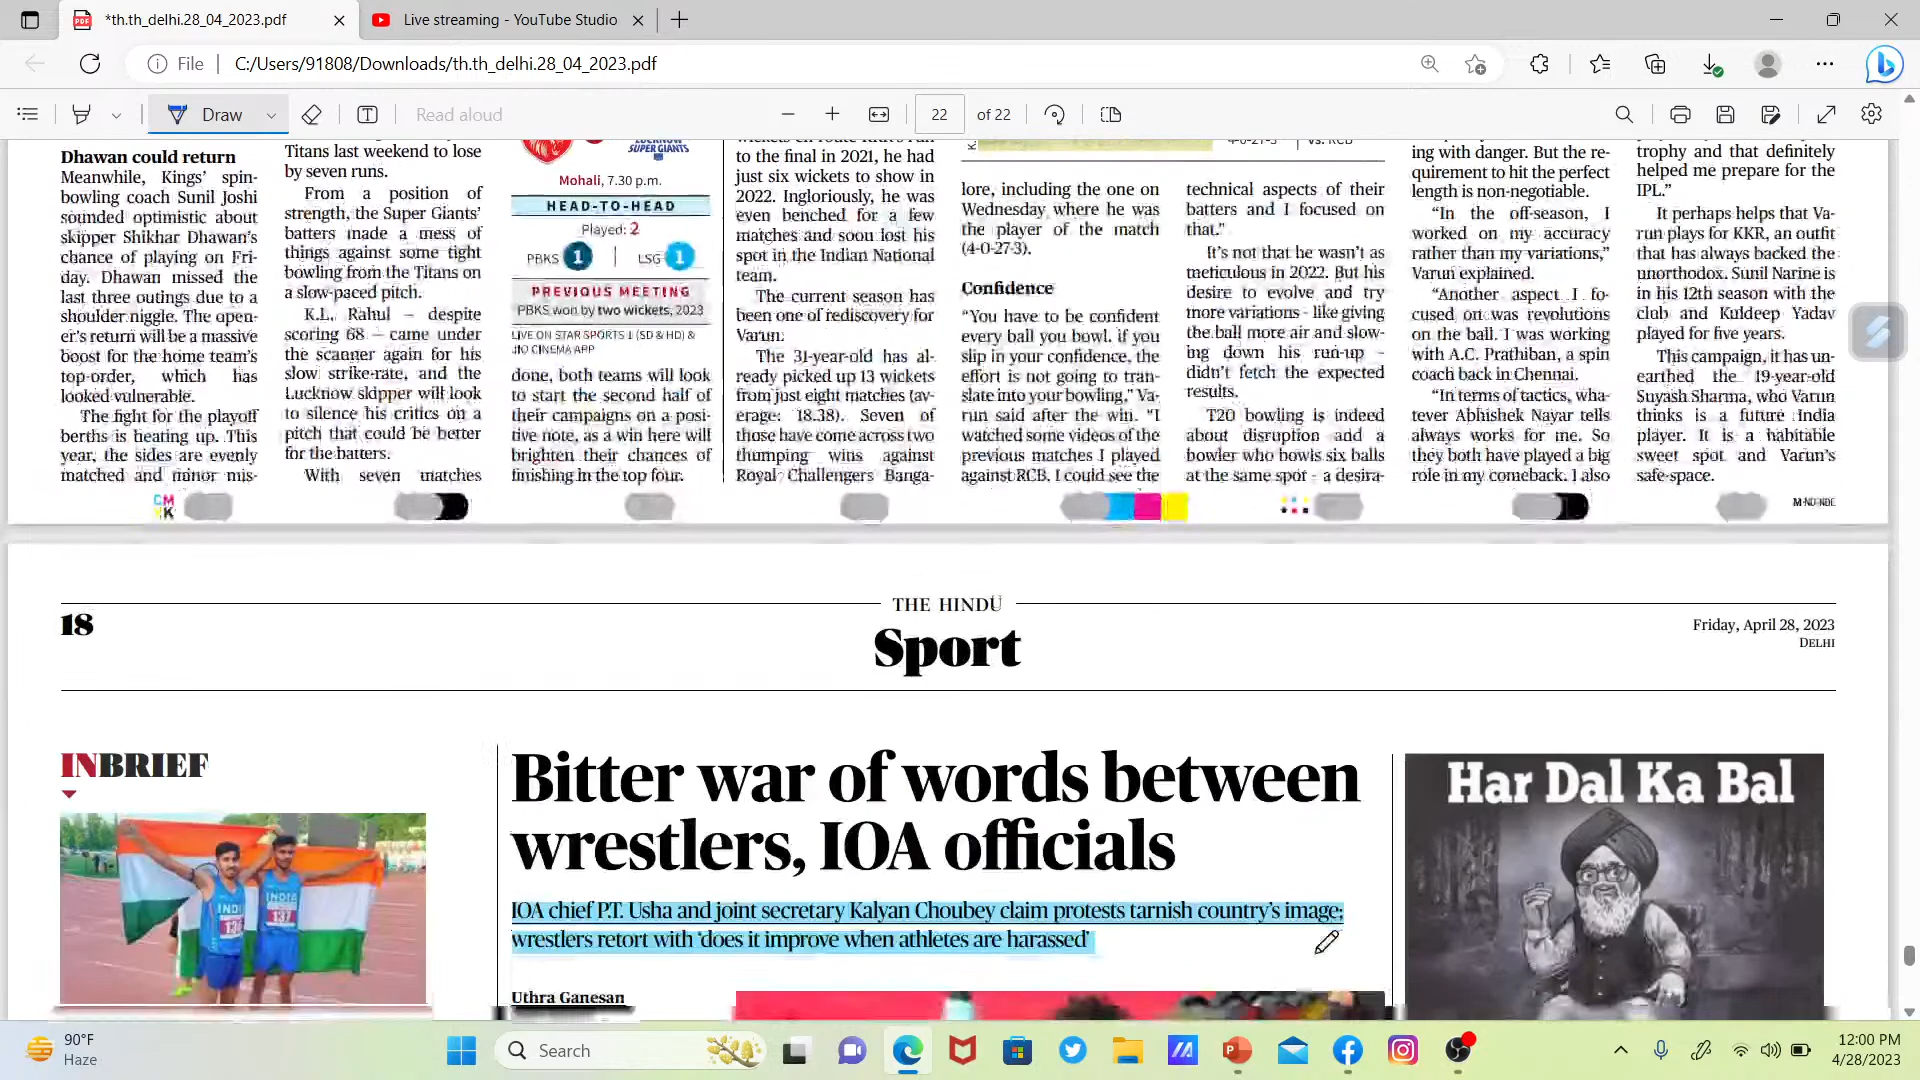 *th.th_delhi.28_04_2023.pdf
Live streaming - YouTube Studio
File
C:/Users/91808/Downloads/th.th_delhi.28_04_2023.pdf
Draw
Read aloud
22
of 22
Dhawan could return
Meanwhile, Kings' spin-
bowling coach Sunil Joshi
sounded optimistic about
skipper Shikhar Dhawan's
chance of playing on Fri-
day. Dhawan missed the
last three outings due to a
shoulder niggle. The open-
er's return will be a massive
boost for the home team's
top-order, which has
looked vulnerable.
The fight for the playoff
berths is heating up. This
year, the sides are evenly
matched and minor mis-
Titans last weekend to lose
by seven runs.
From a position of
strength, the Super Giants'
batters made a mess of
things against some tight
bowling from the Titans on
a slow-paced pitch.
K.L. Rahul – despite
scoring 68 – came under
the scanner again for his
slow strike-rate, and the
Lucknow skipper will look
to silence his critics on a
pitch that could be better
for the batters.
With seven matches
LUCKNOW
SUPER GIANTS
Mohali, 7.30 p.m.
HEAD-TO-HEAD
Played: 2
PBKS 1 LSG 1
PREVIOUS MEETING
PBKS won by two wickets, 2023
LIVE ON STAR SPORTS 1 (SD & HD) &
JIO CINEMA APP
done, both teams will look
to start the second half of
their campaigns on a posi-
tive note, as a win here will
brighten their chances of
finishing in the top four.
to the final in 2021, he had
just six wickets to show in
2022. Ingloriously, he was
even benched for a few
matches and soon lost his
spot in the Indian National
team.
The current season has
been one of rediscovery for
Varun.
The 31-year-old has al-
ready picked up 13 wickets
from just eight matches (av-
erage: 18.38). Seven of
those have come across two
thumping wins against
Royal Challengers Banga-
4-0-27-3 vs. RCB
lore, including the one on
Wednesday where he was
the player of the match
(4-0-27-3).
Confidence
"You have to be confident
every ball you bowl. if you
slip in your confidence, the
effort is not going to tran-
slate into your bowling," Va-
run said after the win. "I
watched some videos of the
previous matches I played
against RCB. I could see the
technical aspects of their
batters and I focused on
that."
It's not that he wasn't as
meticulous in 2022. But his
desire to evolve and try
more variations - like giving
the ball more air and slow-
ing down his run-up -
didn't fetch the expected
results.
T20 bowling is indeed
about disruption and a
bowler who bowls six balls
at the same spot - a desira-
ing with danger. But the re-
quirement to hit the perfect
length is non-negotiable.
"In the off-season, I
worked on my accuracy
rather than my variations,"
Varun explained.
"Another aspect I fo-
cused on was revolutions
on the ball. I was working
with A.C. Prathiban, a spin
coach back in Chennai.
"In terms of tactics, wha-
tever Abhishek Nayar tells
always works for me. So
they both have played a big
role in my comeback. I also
trophy and that definitely
helped me prepare for the
IPL."
It perhaps helps that Va-
run plays for KKR, an outfit
that has always backed the
unorthodox. Sunil Narine is
in his 12th season with the
club and Kuldeep Yadav
played for five years.
This campaign, it has un-
earthed the 19-year-old
Suyash Sharma, who Varun
thinks is a future India
player. It is a habitable
sweet spot and Varun's
safe-space.
CM
YK
M-ND-NDE
18
THE HINDU
Sport
Friday, April 28, 2023
DELHI
INBRIEF
INDIA
INDIA
137
Bitter war of words between
wrestlers, IOA officials
IOA chief P.T. Usha and joint secretary Kalyan Choubey claim protests tarnish country's image;
wrestlers retort with 'does it improve when athletes are harassed'
Uthra Ganesan
Har Dal Ka Bal
90°F
Haze
Search
12:00 PM
4/28/2023